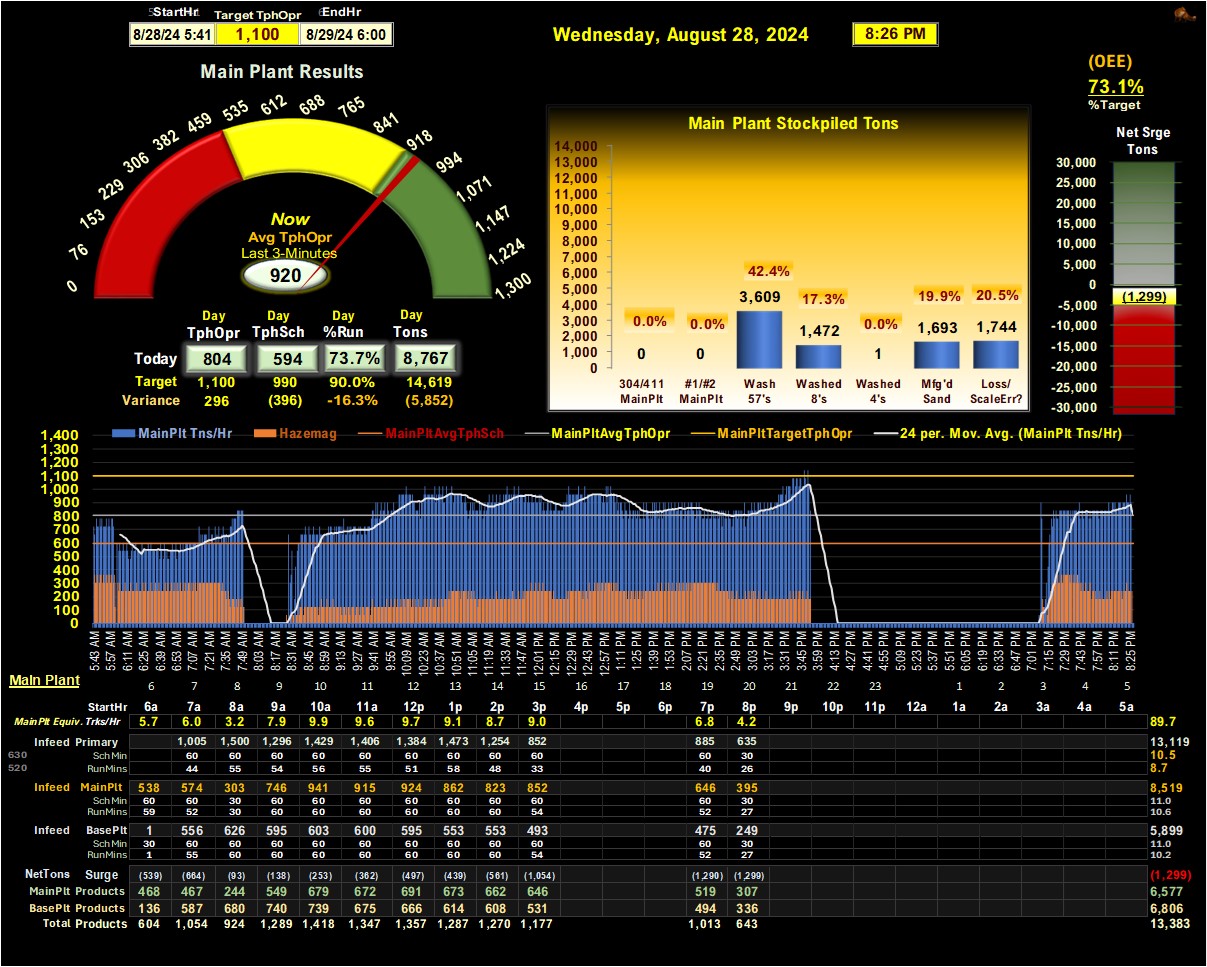 StartHr Target TphOpr EndHr
8/28/24 5:41 1,100 8/29/24 6:00
Wednesday, August 28, 2024 8:26 PM
(OEE)
73.1%
%Target
Main Plant Results
0 76 153 229 306 382 459 535 612 688 765 841 918 994 1,071 1,147 1,224 1,300
Now
Avg TphOpr
Last 3-Minutes
920
Day Day Day Day
TphOpr TphSch %Run Tons
Today 804 594 73.7% 8,767
Target 1,100 990 90.0% 14,619
Variance 296 (396) -16.3% (5,852)
Main Plant Stockpiled Tons
14,000
13,000
12,000
11,000
10,000
9,000
8,000
7,000
6,000
5,000
4,000
3,000
2,000
1,000
0
0.0% 0.0% 42.4% 17.3% 0.0% 19.9% 20.5%
0 0 3,609 1,472 1 1,693 1,744
304/411 #1/#2 Wash Washed Washed Mfg'd Loss/
MainPlt MainPlt 57's 8's 4's Sand ScaleErr?
Net Srge
Tons
30,000
25,000
20,000
15,000
10,000
5,000
0
(1,299)
-5,000
-10,000
-15,000
-20,000
-25,000
-30,000
MainPlt Tns/Hr Hazemag MainPltAvgTphSch MainPltAvgTphOpr MainPltTargetTphOpr 24 per. Mov. Avg. (MainPlt Tns/Hr)
1,400
1,300
1,200
1,100
1,000
900
800
700
600
500
400
300
200
100
0
5:43 AM 5:57 AM 6:11 AM 6:25 AM 6:39 AM 6:53 AM 7:07 AM 7:21 AM 7:35 AM 7:49 AM 8:03 AM 8:17 AM 8:31 AM 8:45 AM 8:59 AM 9:13 AM 9:27 AM 9:41 AM 9:55 AM 10:09 AM 10:23 AM 10:37 AM 10:51 AM 11:05 AM 11:19 AM 11:33 AM 11:47 AM 12:01 PM 12:15 PM 12:29 PM 12:43 PM 12:57 PM 1:11 PM 1:25 PM 1:39 PM 1:53 PM 2:07 PM 2:21 PM 2:35 PM 2:49 PM 3:03 PM 3:17 PM 3:31 PM 3:45 PM 3:59 PM 4:13 PM 4:27 PM 4:41 PM 4:55 PM 5:09 PM 5:23 PM 5:37 PM 5:51 PM 6:05 PM 6:19 PM 6:33 PM 6:47 PM 7:01 PM 7:15 PM 7:29 PM 7:43 PM 7:57 PM 8:11 PM 8:25 PM
Main Plant 6 7 8 9 10 11 12 13 14 15 16 17 18 19 20 21 22 23 1 2 3 4 5
StartHr 6a 7a 8a 9a 10a 11a 12p 1p 2p 3p 4p 5p 6p 7p 8p 9p 10p 11p 12a 1a 2a 3a 4a 5a
MainPlt Equiv. Trks/Hr 5.7 6.0 3.2 7.9 9.9 9.6 9.7 9.1 8.7 9.0 6.8 4.2 89.7
Infeed Primary 1,005 1,500 1,296 1,429 1,406 1,384 1,473 1,254 852 885 635 13,119
630 SchMin 60 60 60 60 60 60 60 60 60 60 30 10.5
520 RunMins 44 55 54 56 55 51 58 48 33 40 26 8.7
Infeed MainPlt 538 574 303 746 941 915 924 862 823 852 646 395 8,519
SchMin 60 60 30 60 60 60 60 60 60 60 60 30 11.0
RunMins 59 52 30 60 60 60 60 60 60 54 52 27 10.6
Infeed BasePlt 1 556 626 595 603 600 595 553 553 493 475 249 5,899
SchMin 30 60 60 60 60 60 60 60 60 60 60 30 11.0
RunMins 1 55 60 60 60 60 60 60 60 54 52 27 10.2
NetTons Surge (539) (664) (93) (138) (253) (362) (497) (439) (561) (1,054) (1,290) (1,299) (1,299)
MainPlt Products 468 467 244 549 679 672 691 673 662 646 519 307 6,577
BasePlt Products 136 587 680 740 739 675 666 614 608 531 494 336 6,806
Total Products 604 1,054 924 1,289 1,418 1,347 1,357 1,287 1,270 1,177 1,013 643 13,383